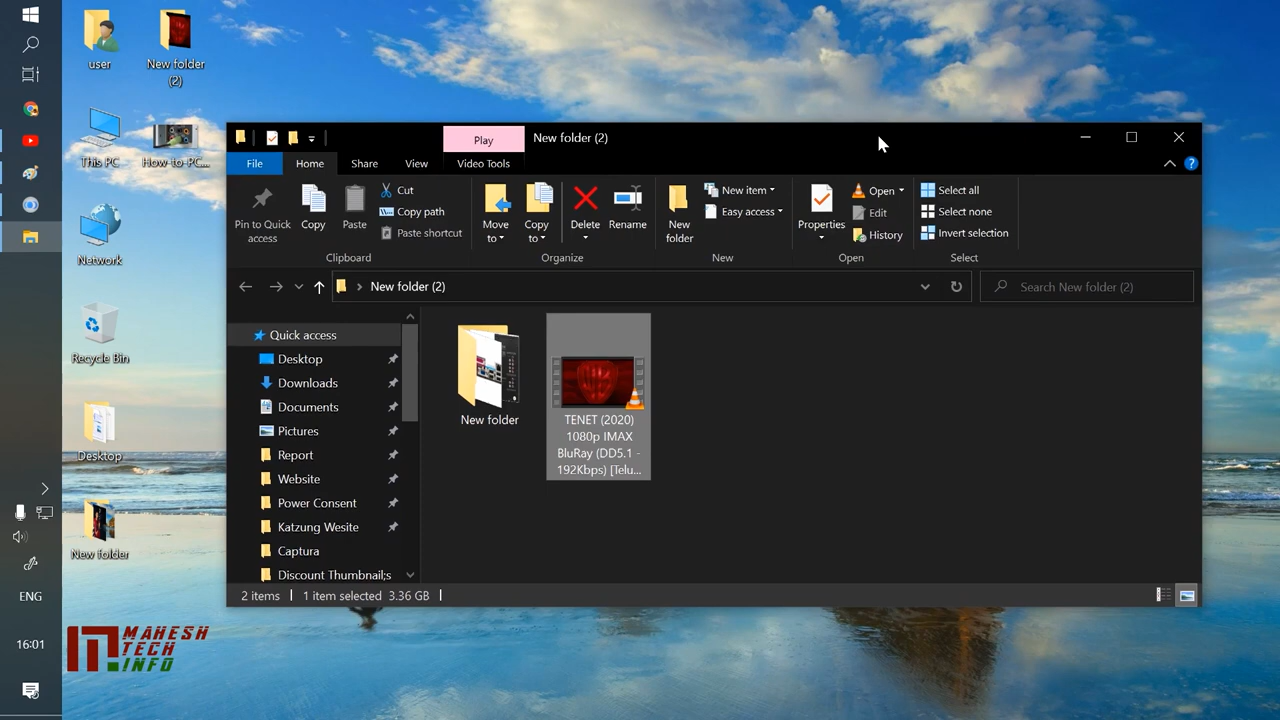 user
New folder
(2)
This PC
How-to-PC...
Network
Recycle Bin
Desktop
New folder
ENG
16:01
MAHESH
TECH
INFO
Play
New folder (2)
File
Home
Share
View
Video Tools
Pin to Quick
access
Copy
Paste
Cut
Copy path
Paste shortcut
Clipboard
Move
to
Copy
to
Delete
Rename
Organize
New
folder
New item
Easy access
New
Properties
Open
Edit
History
Open
Select all
Select none
Invert selection
Select
New folder (2)
Search New folder (2)
Quick access
Desktop
Downloads
Documents
Pictures
Report
Website
Power Consent
Katzung Wesite
Captura
Discount Thumbnail;s
New folder
TENET (2020)
1080p IMAX
BluRay (DD5.1 -
192Kbps) [Telu...
2 items
1 item selected
3.36 GB